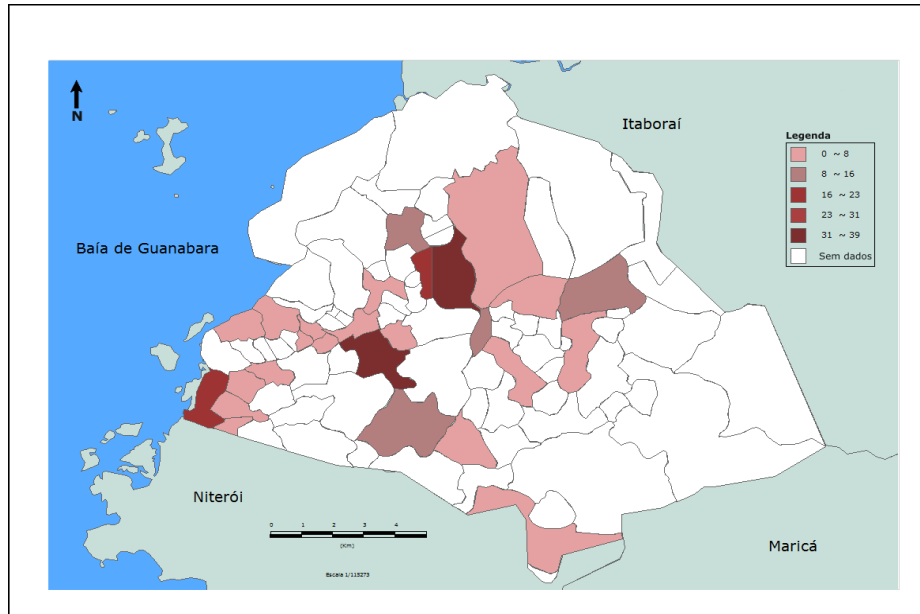 N
Itaboraí
Legenda
0 ~ 8
8 ~ 16
16 ~ 23
23 ~ 31
31 ~ 39
Sem dados
Baía de Guanabara
Niterói
0 1 2 3 4
(Km)
Escala 1/115273
Maricá